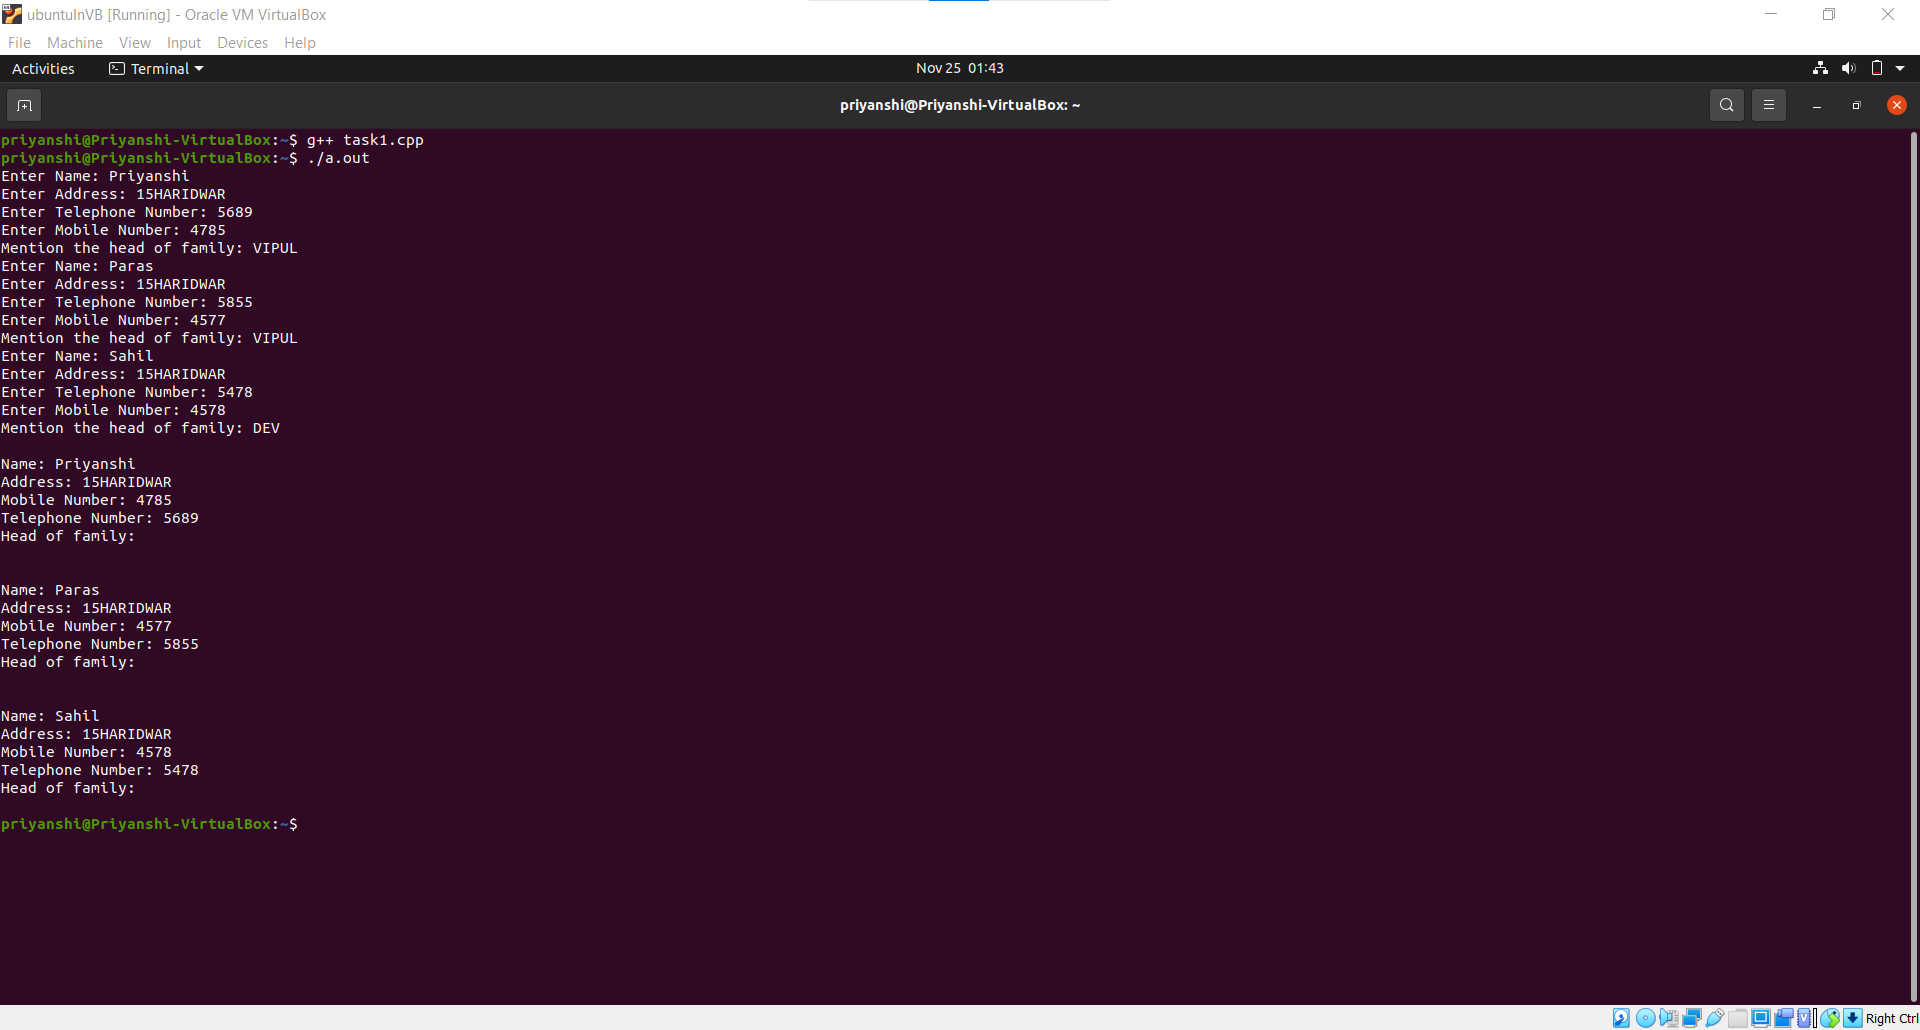 ubuntuInVB [Running] - Oracle VM VirtualBox
File Machine View Input Devices Help
Activities Terminal Nov 25 01:43
priyanshi@Priyanshi-VirtualBox: ~
priyanshi@Priyanshi-VirtualBox:~$ g++ task1.cpp
priyanshi@Priyanshi-VirtualBox:~$ ./a.out
Enter Name: Priyanshi
Enter Address: 15HARIDWAR
Enter Telephone Number: 5689
Enter Mobile Number: 4785
Mention the head of family: VIPUL
Enter Name: Paras
Enter Address: 15HARIDWAR
Enter Telephone Number: 5855
Enter Mobile Number: 4577
Mention the head of family: VIPUL
Enter Name: Sahil
Enter Address: 15HARIDWAR
Enter Telephone Number: 5478
Enter Mobile Number: 4578
Mention the head of family: DEV
Name: Priyanshi
Address: 15HARIDWAR
Mobile Number: 4785
Telephone Number: 5689
Head of family:
Name: Paras
Address: 15HARIDWAR
Mobile Number: 4577
Telephone Number: 5855
Head of family:
Name: Sahil
Address: 15HARIDWAR
Mobile Number: 4578
Telephone Number: 5478
Head of family:
priyanshi@Priyanshi-VirtualBox:~$
Right Ctrl